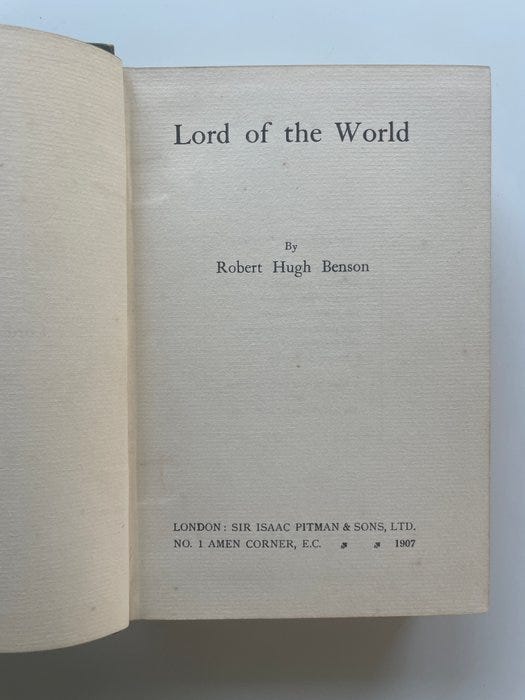 Lord of the World
By
Robert Hugh Benson
LONDON: SIR ISAAC PITMAN & SONS, LTD.
NO. 1 AMEN CORNER, E.C. 1907